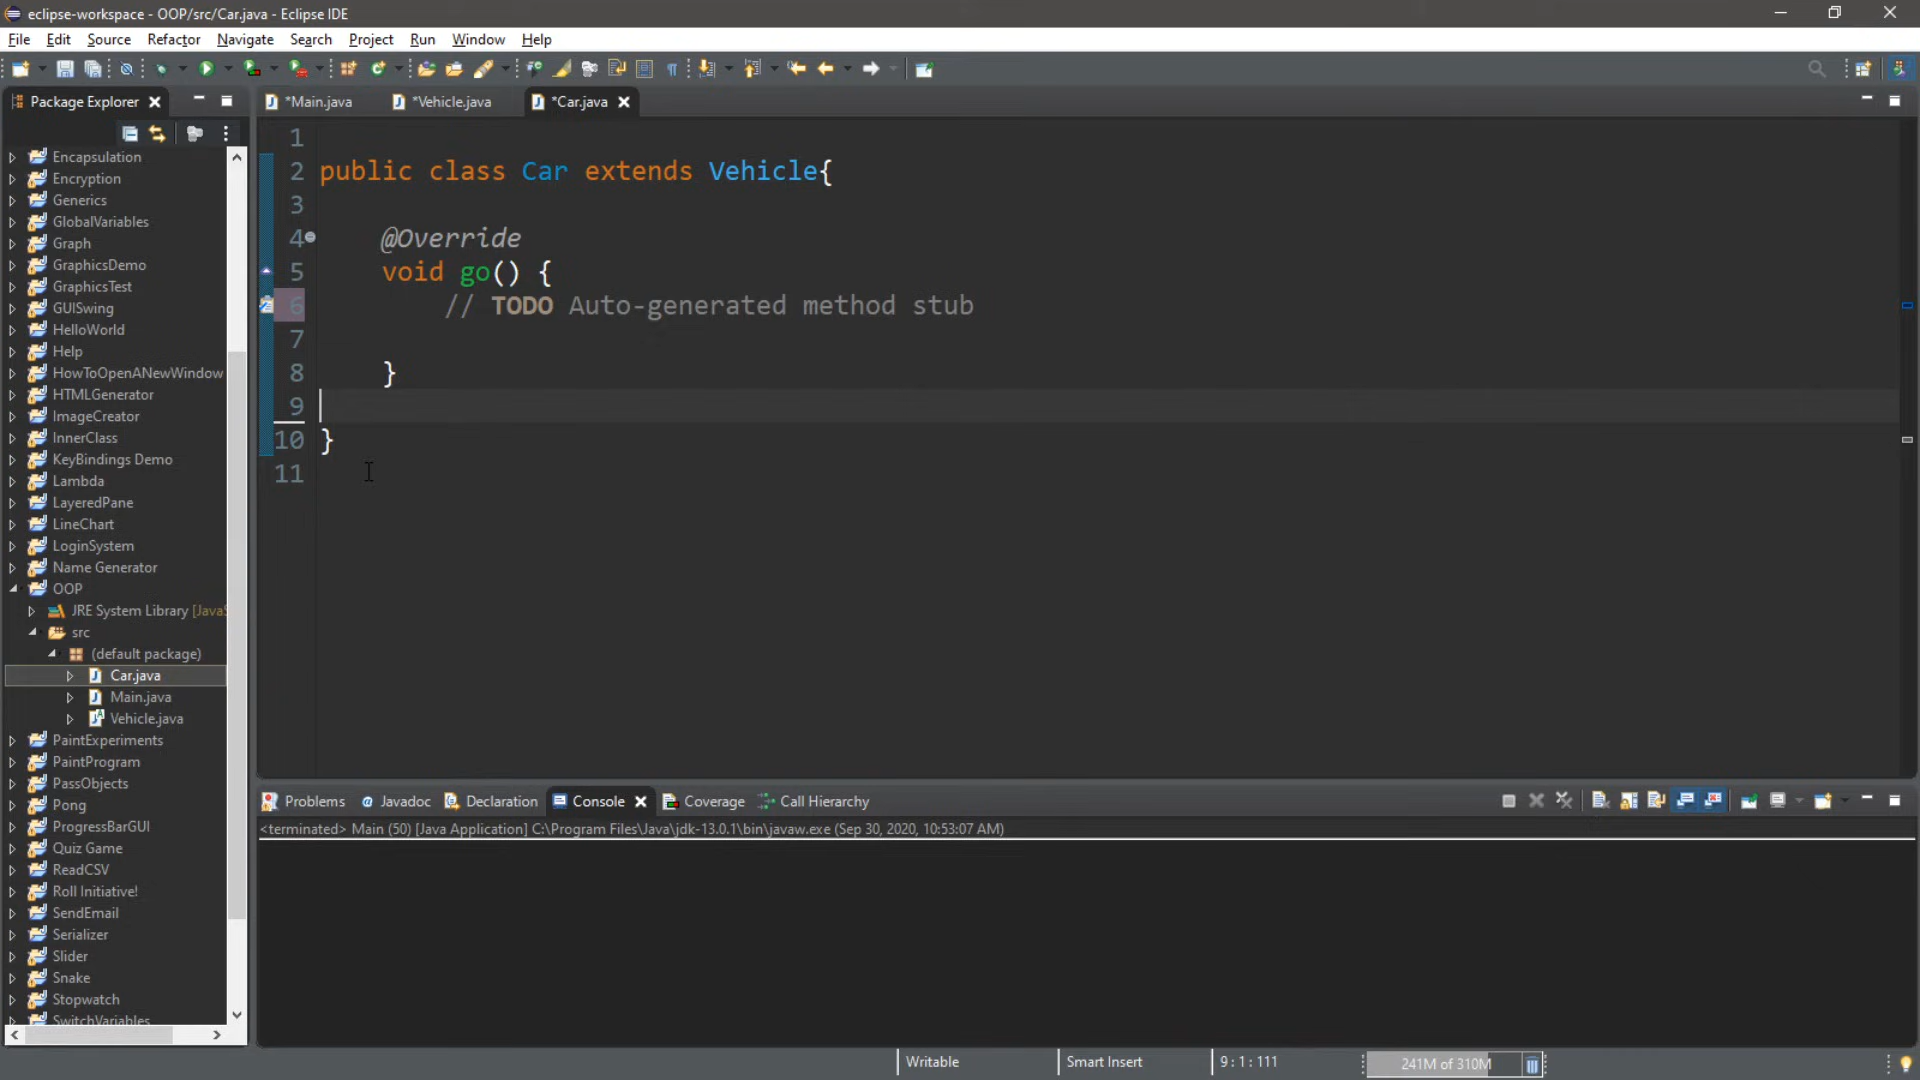 eclipse-workspace - OOP/src/Car.java - Eclipse IDE
File Edit Source Refactor Navigate Search Project Run Window Help
Package Explorer
*Main.java *Vehicle.java *Car.java
Encapsulation
Encryption
Generics
GlobalVariables
Graph
GraphicsDemo
GraphicsTest
GUISwing
HelloWorld
Help
HowToOpenANewWindow
HTMLGenerator
ImageCreator
InnerClass
KeyBindings Demo
Lambda
LayeredPane
LineChart
LoginSystem
Name Generator
OOP
JRE System Library [JavaS
src
(default package)
Car.java
Main.java
Vehicle.java
PaintExperiments
PaintProgram
PassObjects
Pong
ProgressBarGUI
Quiz Game
ReadCSV
Roll Initiative!
SendEmail
Serializer
Slider
Snake
Stopwatch
SwitchVariables
1
2 public class Car extends Vehicle{
3
4 @Override
5 void go() {
6 // TODO Auto-generated method stub
7
8 }
9
10 }
11
Problems @ Javadoc Declaration Console Coverage Call Hierarchy
<terminated> Main (50) [Java Application] C:\Program Files\Java\jdk-13.0.1\bin\javaw.exe (Sep 30, 2020, 10:53:07 AM)
Writable Smart Insert 9 : 1 : 111 241M of 310M